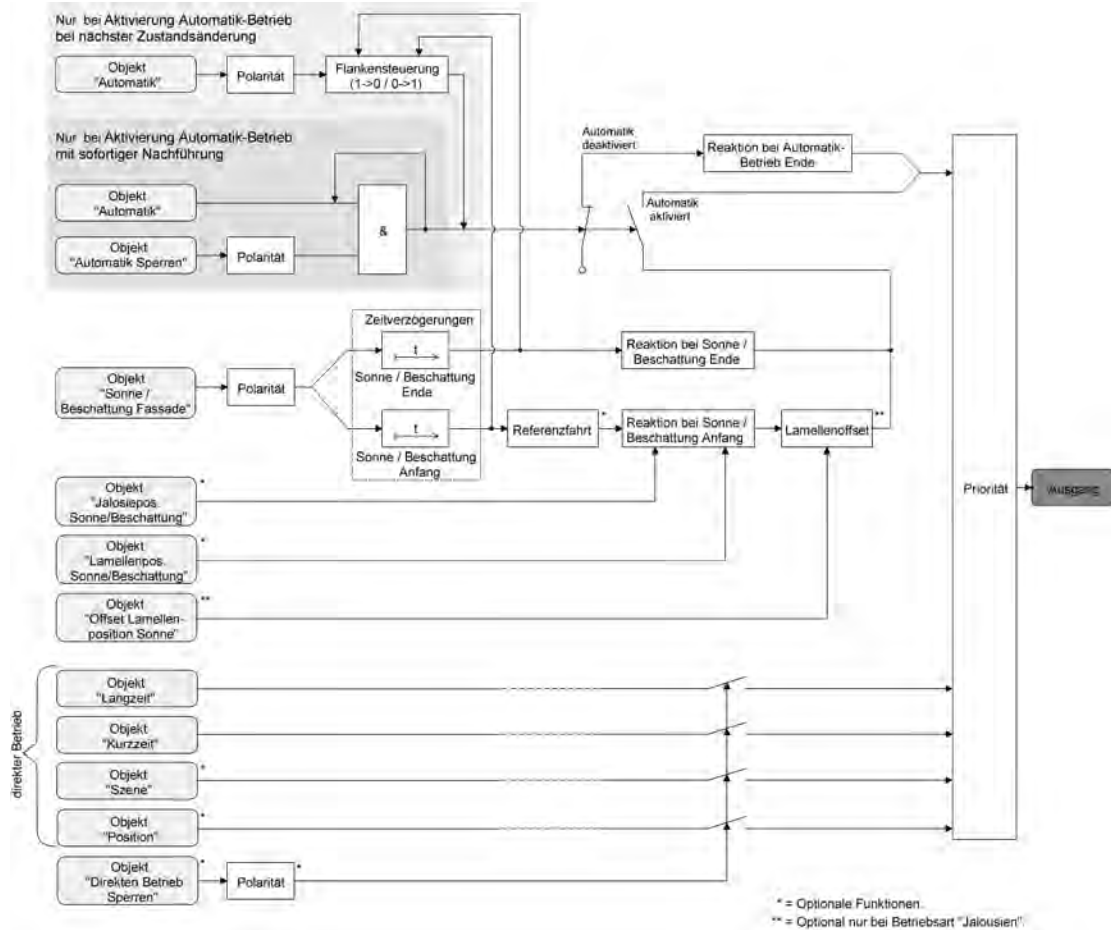 Nur bei Aktivierung Automatik-Betrieb
bei nächster Zustandsänderung
Objekt
"Automatik"
Polarität
Flankensteuerung
(1->0 / 0->1)
Nur bei Aktivierung Automatik-Betrieb
mit sofortiger Nachführung
Objekt
"Automatik"
Objekt
"Automatik Sperren"
Polarität
&
Automatik
deaktiviert
Reaktion bei Automatik-
Betrieb Ende
Automatik
aktiviert
Zeitverzögerungen
t
Sonne / Beschattung
Ende
Reaktion bei Sonne /
Beschattung Ende
Objekt
"Sonne /
Beschattung Fassade"
Polarität
t
Sonne / Beschattung
Anfang
Referenzfahrt *
Reaktion bei Sonne /
Beschattung Anfang
Lamellenoffset **
Objekt *
"Jalosiepos.
Sonne/Beschattung"
Objekt *
"Lamellenpos.
Sonne/Beschattung"
Objekt **
"Offset Lamellen-
position Sonne"
Priorität
Ausgang
direkter Betrieb
Objekt
"Langzeit"
Objekt
"Kurzzeit"
Objekt *
"Szene"
Objekt *
"Position"
Objekt *
"Direkten Betrieb
Sperren"
Polarität *
* = Optionale Funktionen
** = Optional nur bei Betriebsart "Jalousien"